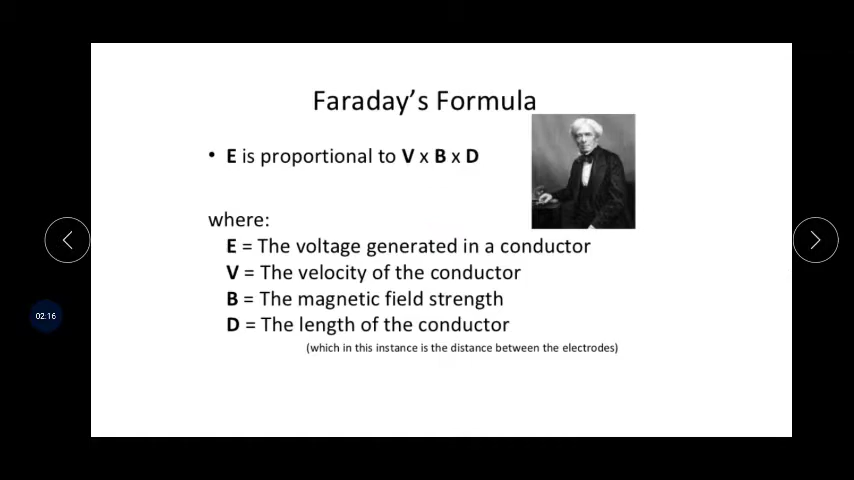 Faraday's Formula
• E is proportional to V x B x D
where:
E = The voltage generated in a conductor
V = The velocity of the conductor
B = The magnetic field strength
02.16
D = The length of the conductor
(which in this instance is the distance between the electrodes)